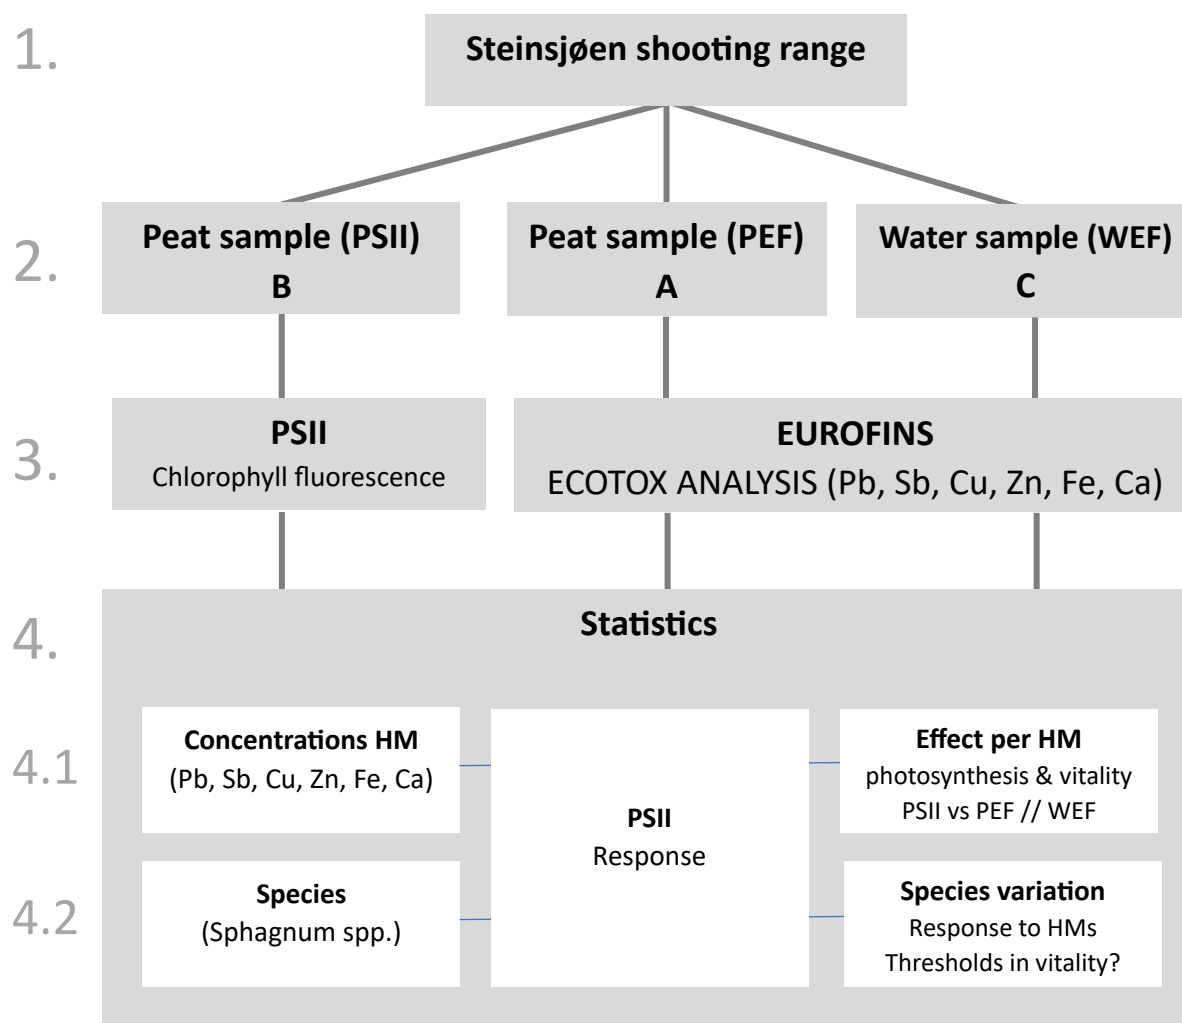 1.
Steinsjøen shooting range
2.
Peat sample (PSII)
B
Peat sample (PEF)
A
Water sample (WEF)
C
3.
PSII
Chlorophyll fluorescence
EUROFINS
ECOTOX ANALYSIS (Pb, Sb, Cu, Zn, Fe, Ca)
4.
Statistics
4.1
Concentrations HM
(Pb, Sb, Cu, Zn, Fe, Ca)
PSII
Response
Effect per HM
photosynthesis & vitality
PSII vs PEF // WEF
4.2
Species
(Sphagnum spp.)
Species variation
Response to HMs
Thresholds in vitality?